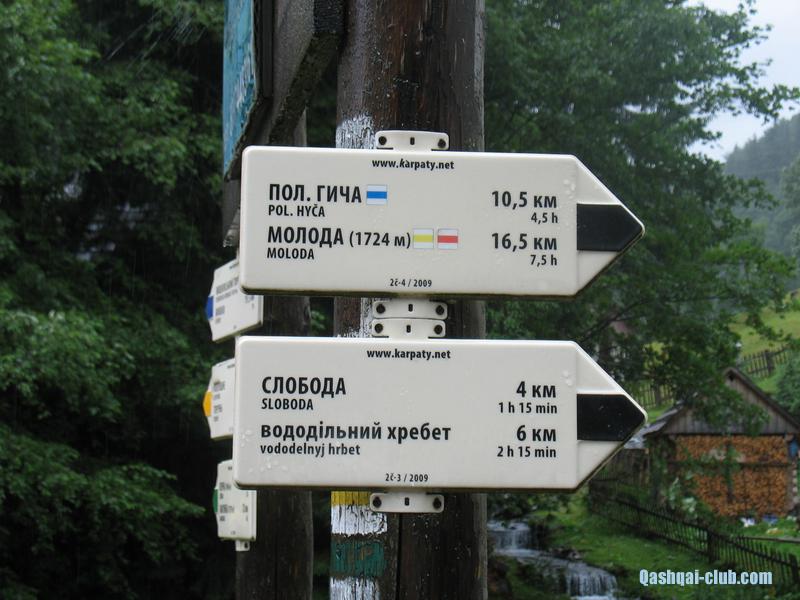 www.karpaty.net
ПОЛ. ГИЧА 10,5 км
POL. HYČA 4,5 h
МОЛОДА (1724 м) 16,5 км
MOLODA 7,5 h
2č-4 / 2009
www.karpaty.net
СЛОБОДА 4 км
SLOBODA 1 h 15 min
вододільний хребет 6 км
vododelnyj hrbet 2 h 15 min
2č-3 / 2009
Qashqai-club.com